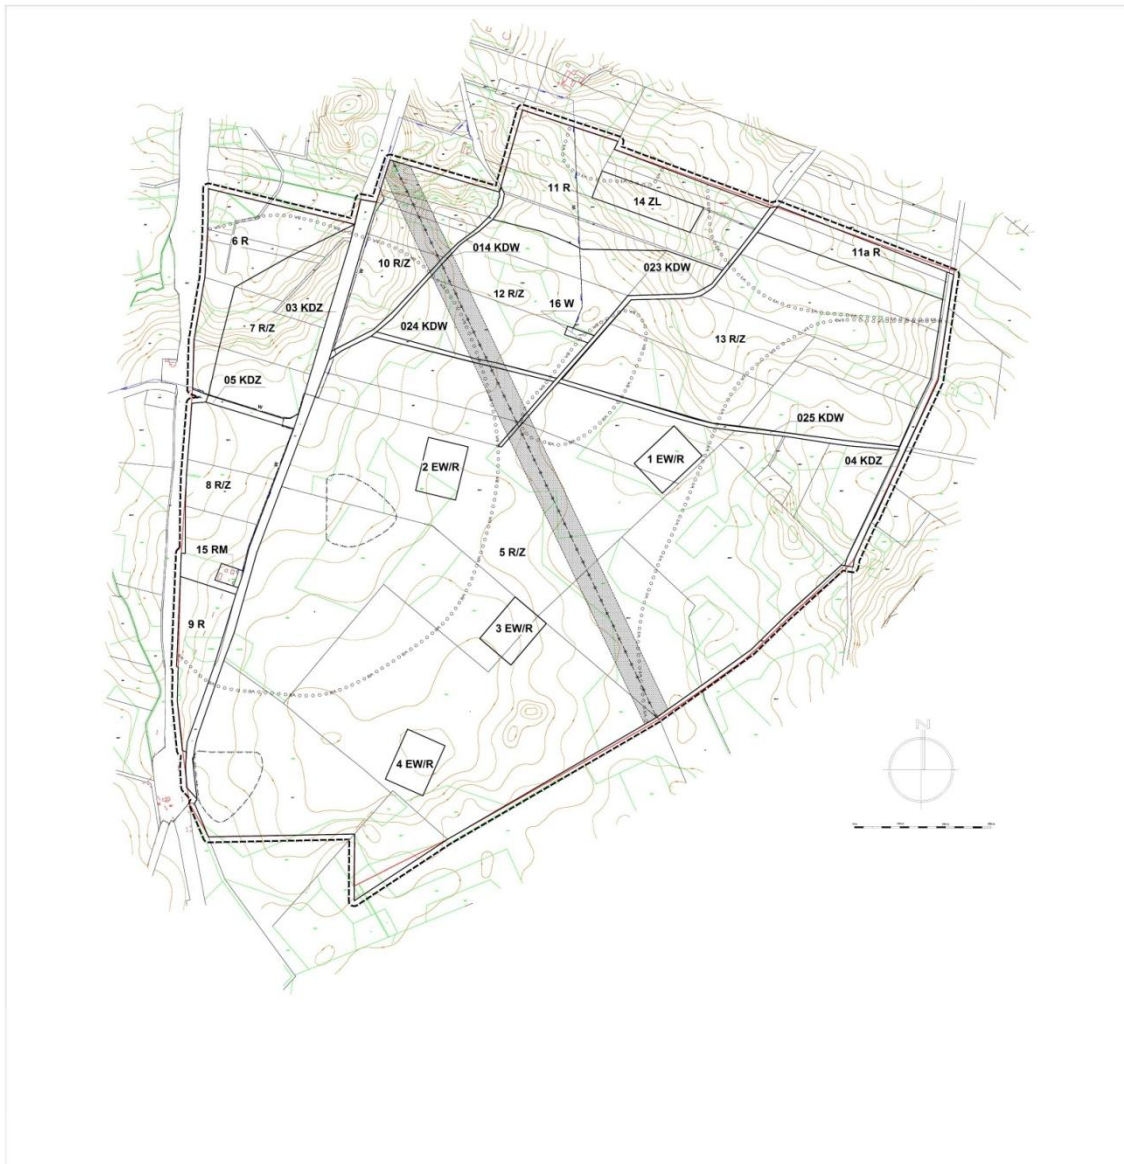 11 R
14 ZL
6 R
014 KDW
11a R
10 R/Z
023 KDW
12 R/Z
03 KDZ
16 W
7 R/Z
024 KDW
13 R/Z
05 KDZ
025 KDW
1 EW/R
04 KDZ
2 EW/R
8 R/Z
15 RM
5 R/Z
9 R
3 EW/R
N
4 EW/R